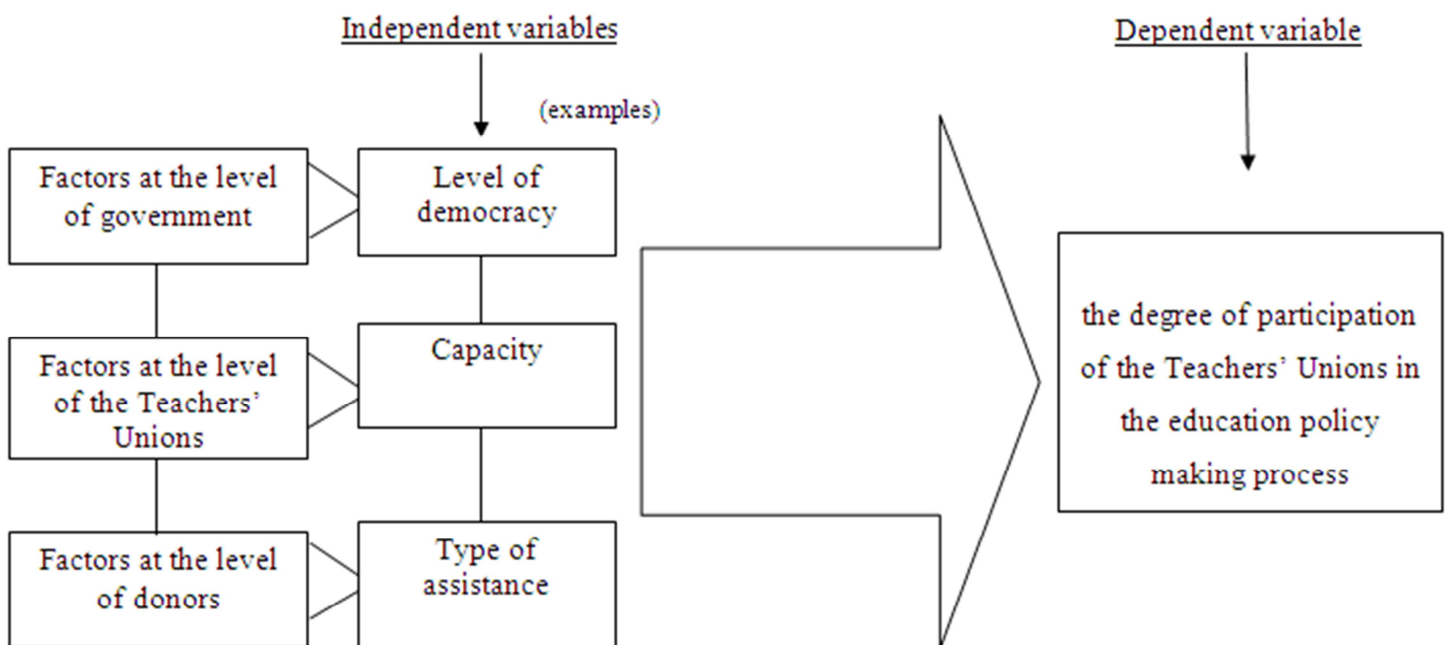 Independent variables
Dependent variable
(examples)
Factors at the level
of government
Level of
democracy
Factors at the level
of the Teachers’
Unions
Capacity
Factors at the level
of donors
Type of
assistance
the degree of participation
of the Teachers’ Unions in
the education policy
making process